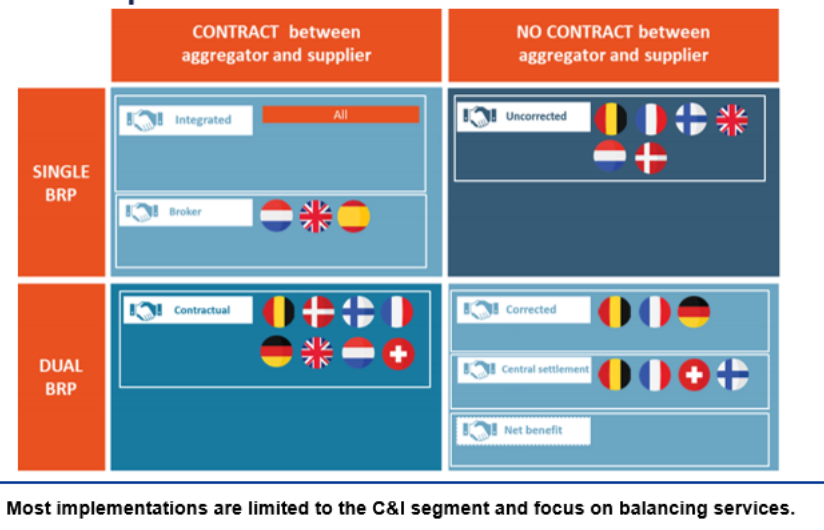 CONTRACT between
aggregator and supplier
NO CONTRACT between
aggregator and supplier
SINGLE
BRP
Integrated
All
Broker
Uncorrected
DUAL
BRP
Contractual
Corrected
Central settlement
Net benefit
Most implementations are limited to the C&I segment and focus on balancing services.